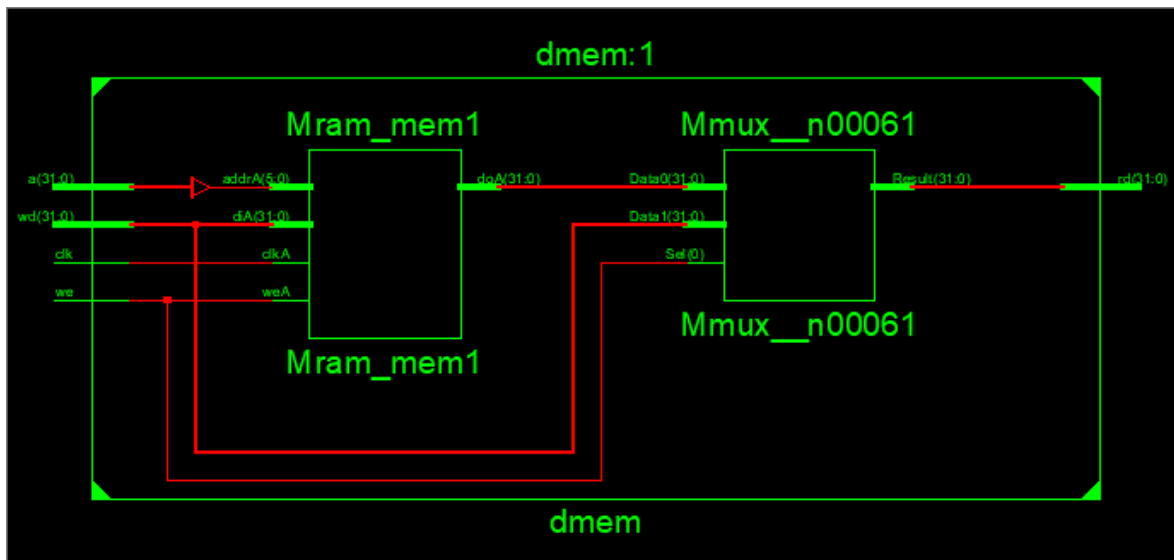 dmem:1
Mram_mem1
Mmux__n00061
a(31:0)
addrA(5:0)
doA(31:0)
Data0(31:0)
Result(31:0)
rd(31:0)
wd(31:0)
diA(31:0)
Data1(31:0)
clk
clkA
Sel(0)
we
weA
Mmux__n00061
Mram_mem1
dmem